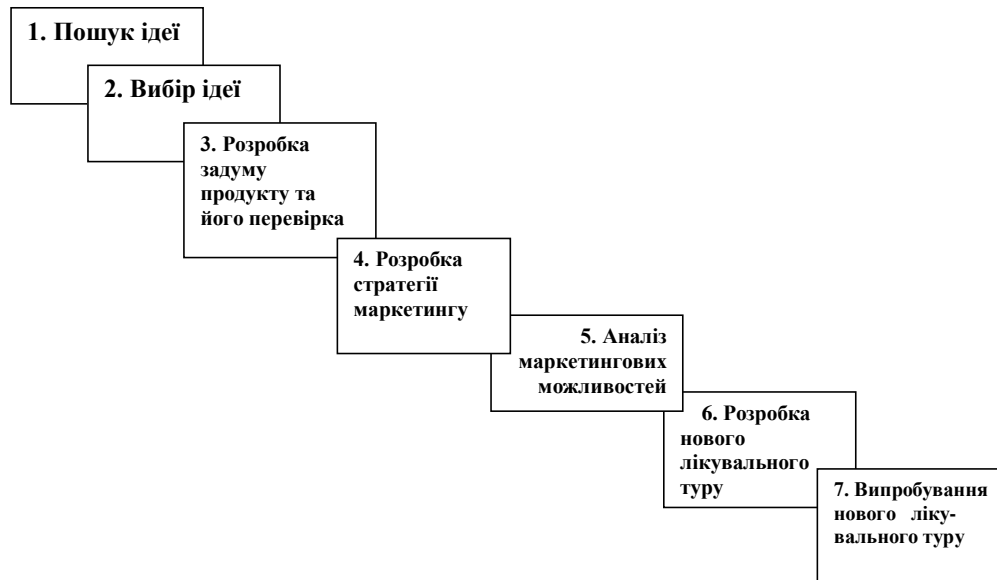 1. Пошук ідеї
2. Вибір ідеї
3. Розробка
задуму
продукту та
його перевірка
4. Розробка
стратегії
маркетингу
5. Аналіз
маркетингових
можливостей
6. Розробка
нового
лікувального
туру
7. Випробування
нового ліку-
вального туру